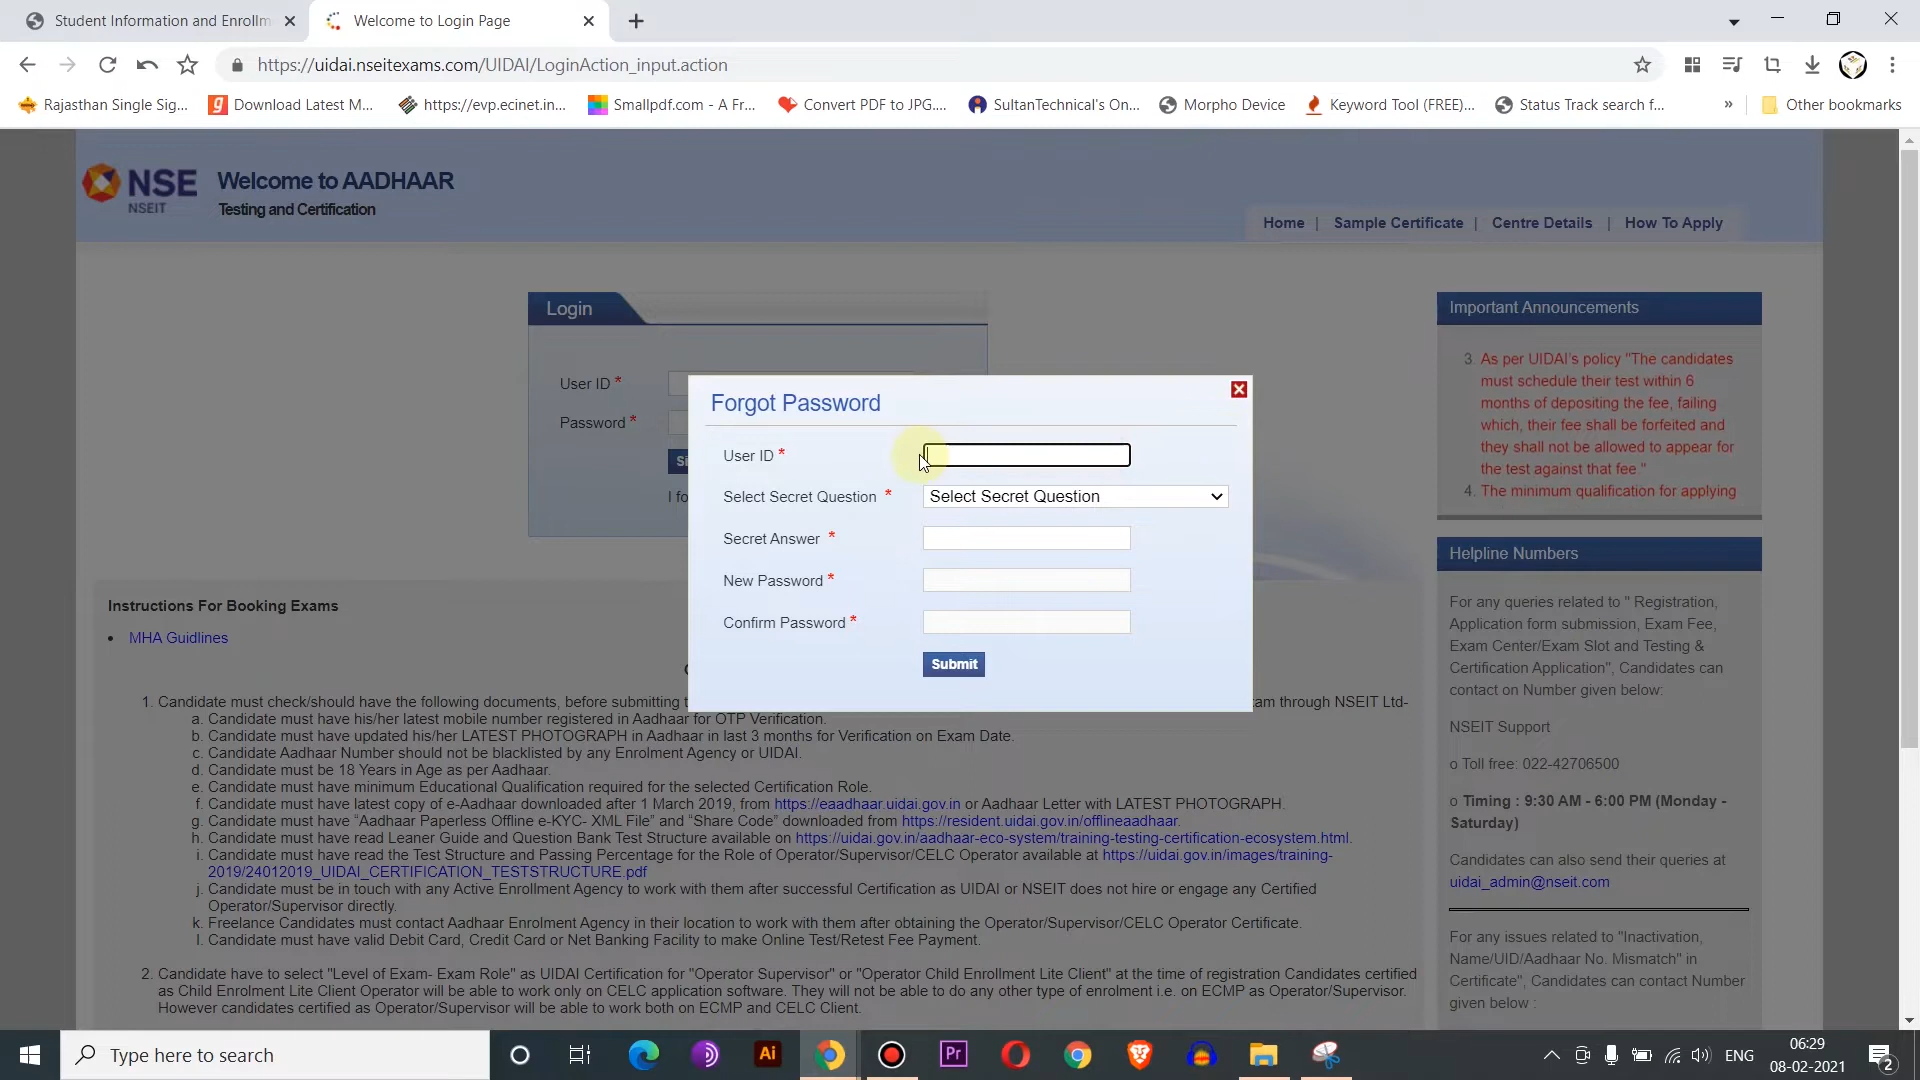 Student Information and Enrollm
Welcome to Login Page
https://uidai.nseitexams.com/UIDAI/LoginAction_input.action
Rajasthan Single Sig...
Download Latest M...
https://evp.ecinet.in...
Smallpdf.com - A Fr...
Convert PDF to JPG....
SultanTechnical's On...
Morpho Device
Keyword Tool (FREE)...
Status Track search f...
»
Other bookmarks
NSE
NSEIT
Welcome to AADHAAR
Testing and Certification
Home | Sample Certificate | Centre Details | How To Apply
Login
User ID *
Password *
Si
I fo
Forgot Password
User ID *
Select Secret Question * Select Secret Question
Secret Answer *
New Password *
Confirm Password *
Submit
Important Announcements
3. As per UIDAI's policy "The candidates
must schedule their test within 6
months of depositing the fee, failing
which, their fee shall be forfeited and
they shall not be allowed to appear for
the test against that fee."
4. The minimum qualification for applying
Helpline Numbers
For any queries related to " Registration,
Application form submission, Exam Fee,
Exam Center/Exam Slot and Testing &
Certification Application", Candidates can
contact on Number given below:
NSEIT Support
o Toll free: 022-42706500
o Timing : 9:30 AM - 6:00 PM (Monday -
Saturday)
Candidates can also send their queries at
uidai_admin@nseit.com
For any issues related to "Inactivation,
Name/UID/Aadhaar No. Mismatch" in
Certificate", Candidates can contact Number
given below :
Instructions For Booking Exams
• MHA Guidlines
1. Candidate must check/should have the following documents, before submitting t am through NSEIT Ltd-
a. Candidate must have his/her latest mobile number registered in Aadhaar for OTP Verification.
b. Candidate must have updated his/her LATEST PHOTOGRAPH in Aadhaar in last 3 months for Verification on Exam Date.
c. Candidate Aadhaar Number should not be blacklisted by any Enrolment Agency or UIDAI.
d. Candidate must be 18 Years in Age as per Aadhaar.
e. Candidate must have minimum Educational Qualification required for the selected Certification Role.
f. Candidate must have latest copy of e-Aadhaar downloaded after 1 March 2019, from https://eaadhaar.uidai.gov.in or Aadhaar Letter with LATEST PHOTOGRAPH.
g. Candidate must have “Aadhaar Paperless Offline e-KYC- XML File” and “Share Code” downloaded from https://resident.uidai.gov.in/offlineaadhaar.
h. Candidate must have read Leaner Guide and Question Bank Test Structure available on https://uidai.gov.in/aadhaar-eco-system/training-testing-certification-ecosystem.html.
i. Candidate must have read the Test Structure and Passing Percentage for the Role of Operator/Supervisor/CELC Operator available at https://uidai.gov.in/images/training-
2019/24012019_UIDAI_CERTIFICATION_TESTSTRUCTURE.pdf
j. Candidate must be in touch with any Active Enrollment Agency to work with them after successful Certification as UIDAI or NSEIT does not hire or engage any Certified
Operator/Supervisor directly.
k. Freelance Candidates must contact Aadhaar Enrolment Agency in their location to work with them after obtaining the Operator/Supervisor/CELC Operator Certificate.
l. Candidate must have valid Debit Card, Credit Card or Net Banking Facility to make Online Test/Retest Fee Payment.
2. Candidate have to select "Level of Exam- Exam Role" as UIDAI Certification for "Operator Supervisor" or "Operator Child Enrollment Lite Client" at the time of registration Candidates certified
as Child Enrolment Lite Client Operator will be able to work only on CELC application software. They will not be able to do any other type of enrolment i.e. on ECMP as Operator/Supervisor.
However candidates certified as Operator/Supervisor will be able to work both on ECMP and CELC Client.
Type here to search
Ai
Pr
ENG
06:29
08-02-2021
2